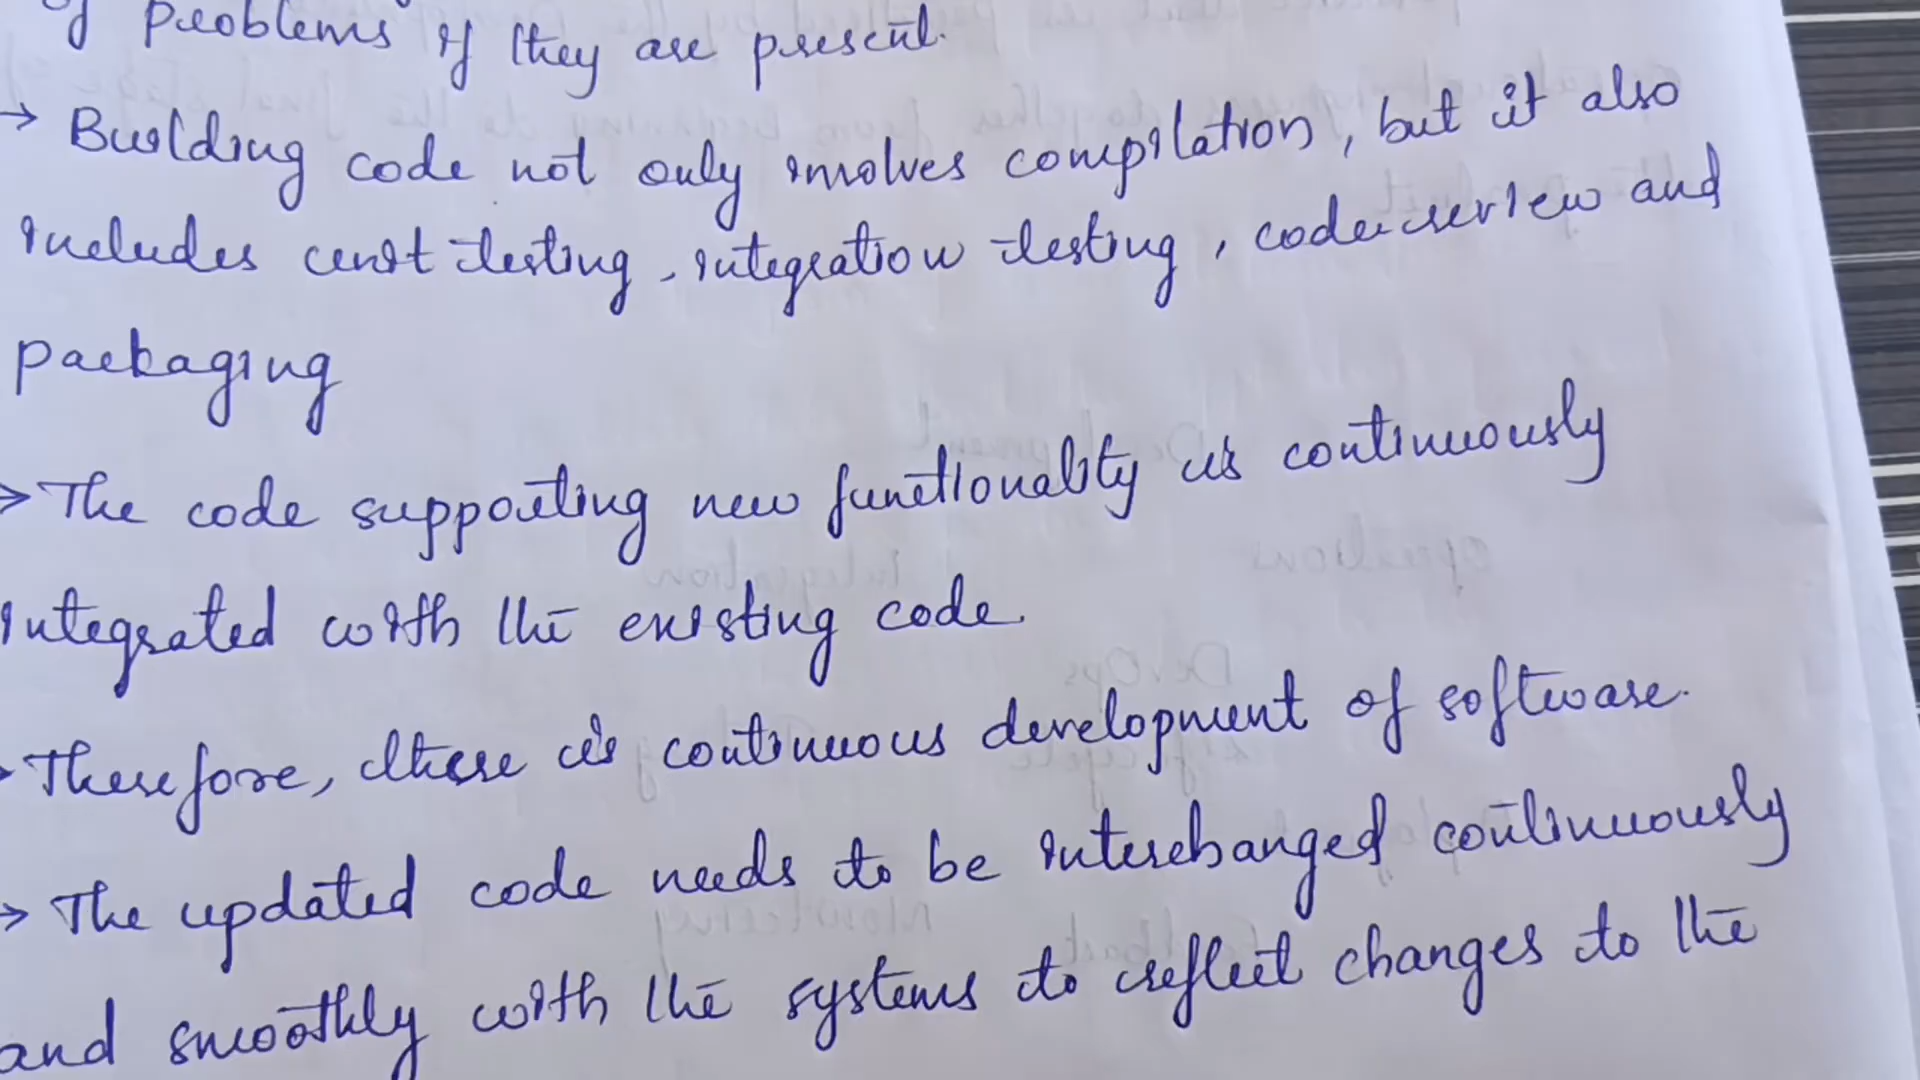 of problems if they are present.
→ Building code not only involves compilation, but it also
includes unit testing, integration testing, code review and
packaging
→ The code supporting new functionality is continuously
integrated with the existing code.
→ Therefore, there is continuous development of software.
→ The updated code needs to be interchanged continuously
and smoothly with the systems to reflect changes to the